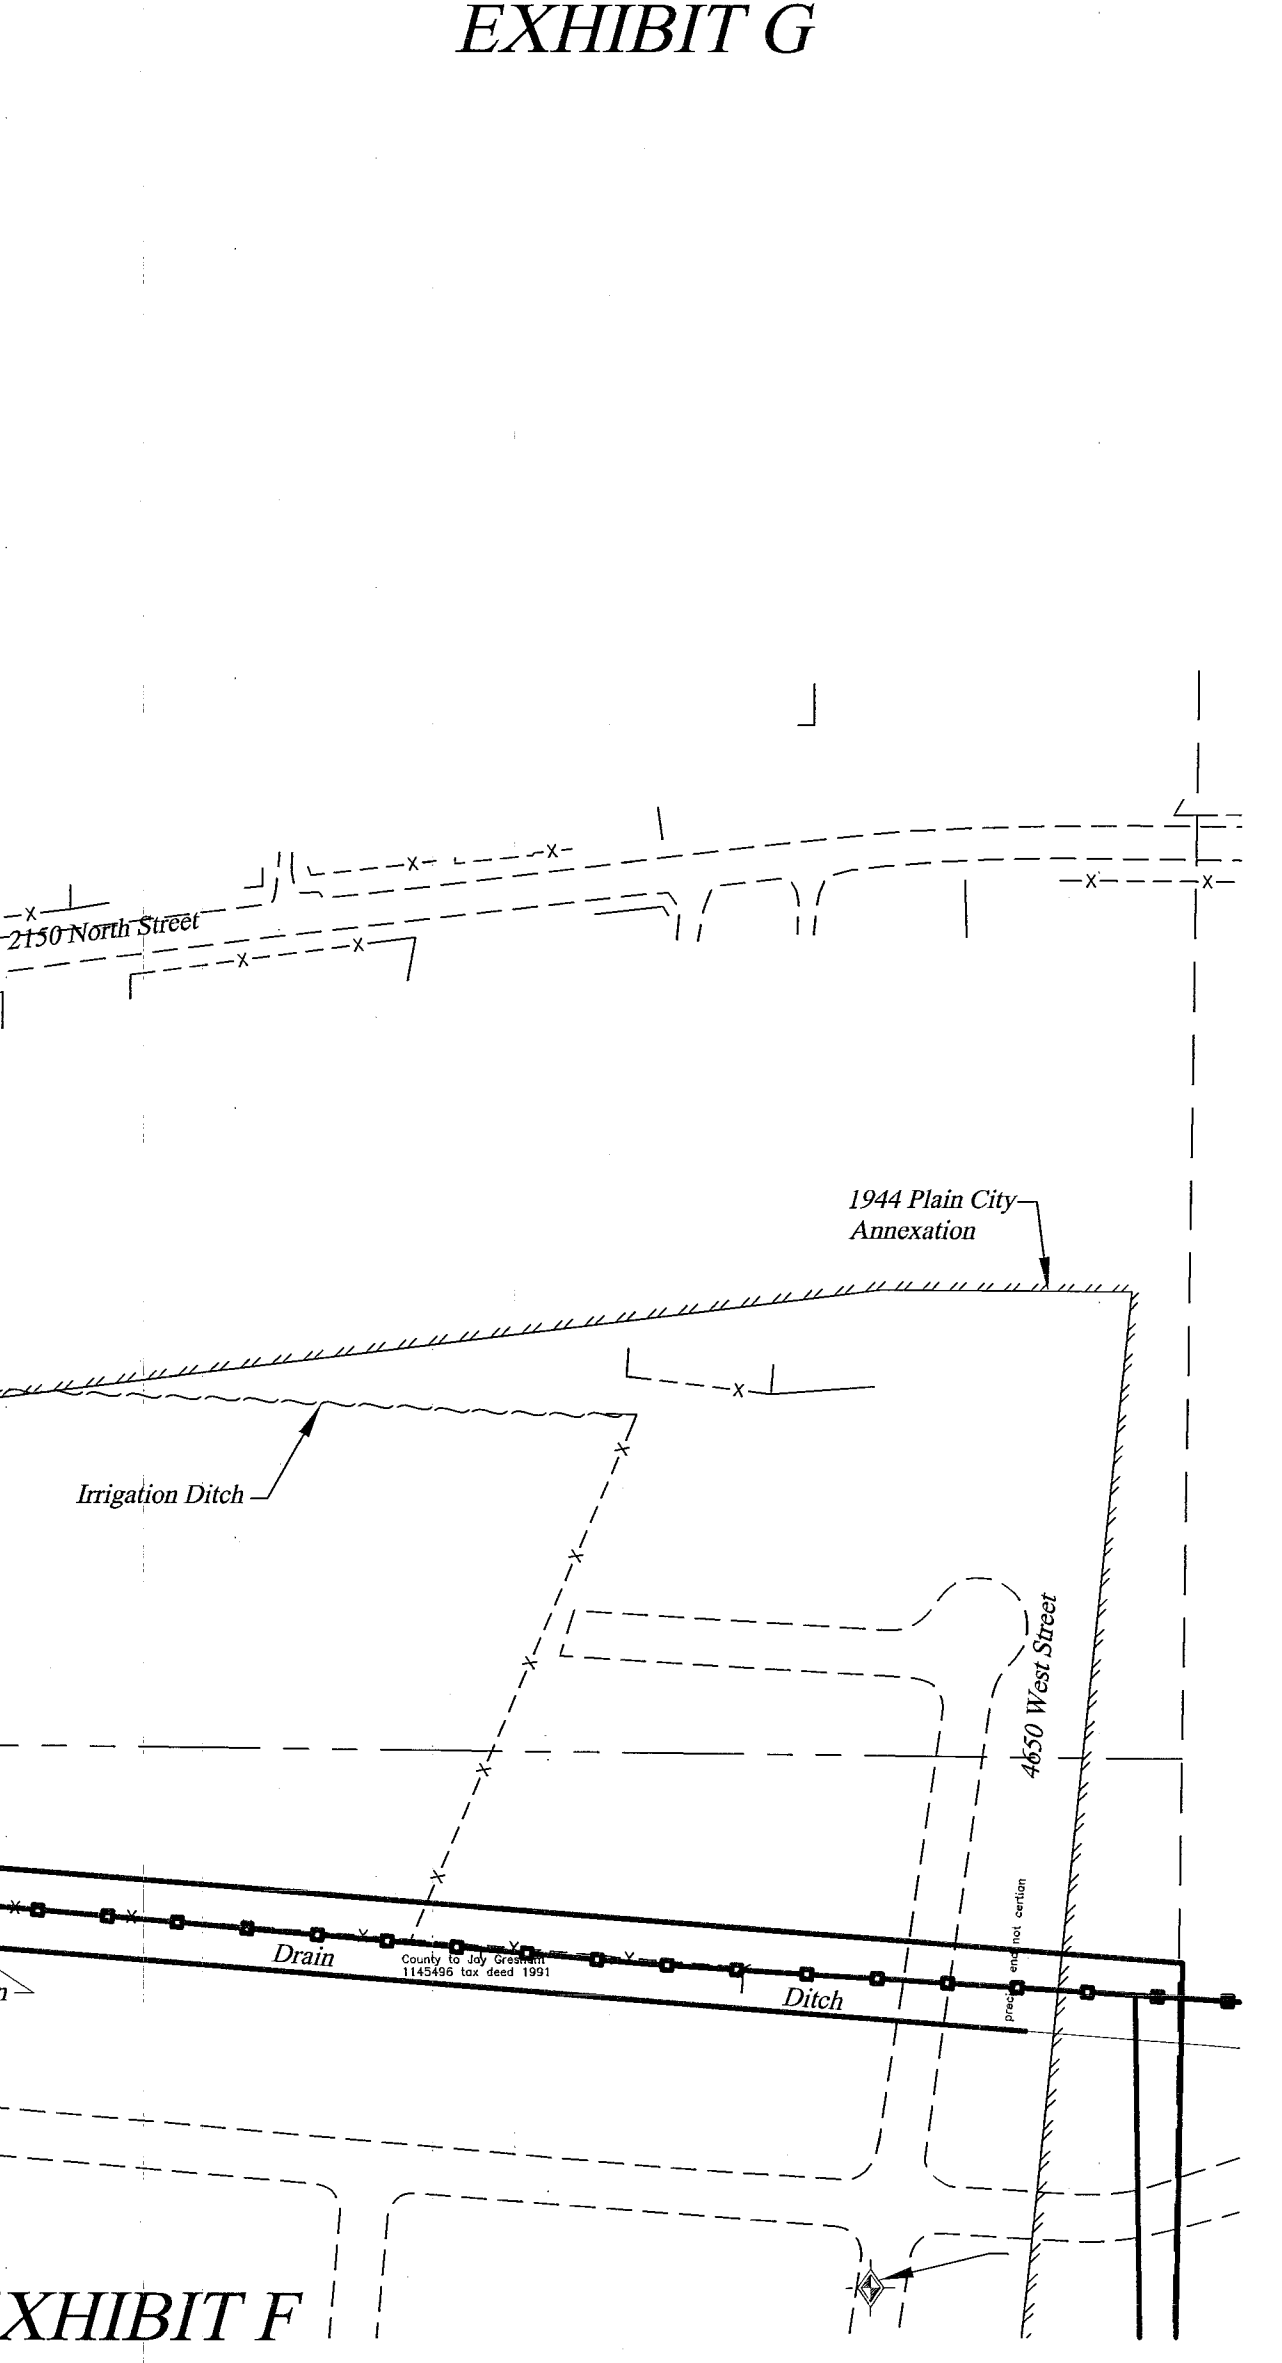 EXHIBIT G
2150 North Street
1944 Plain City
Annexation
Irrigation Ditch
4650 West Street
end not certian
Drain
County to Jay Gresham
1145496 tax deed 1991
Ditch
XHIBIT F